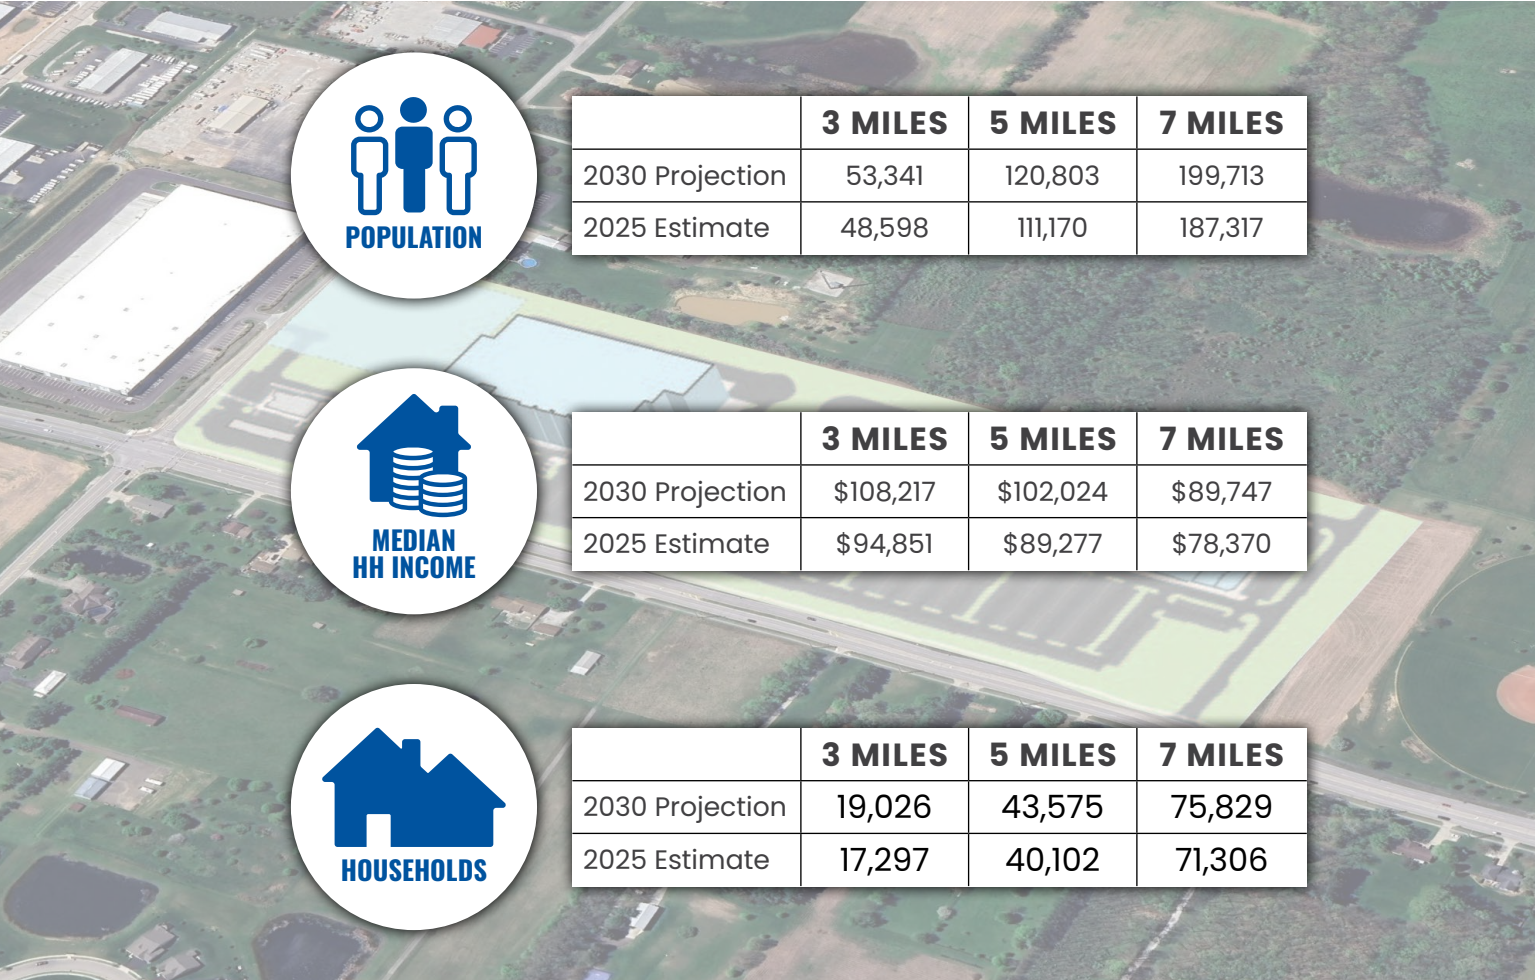 POPULATION
3 MILES 5 MILES 7 MILES
2030 Projection 53,341 120,803 199,713
2025 Estimate 48,598 111,170 187,317
MEDIAN
HH INCOME
3 MILES 5 MILES 7 MILES
2030 Projection $108,217 $102,024 $89,747
2025 Estimate $94,851 $89,277 $78,370
HOUSEHOLDS
3 MILES 5 MILES 7 MILES
2030 Projection 19,026 43,575 75,829
2025 Estimate 17,297 40,102 71,306